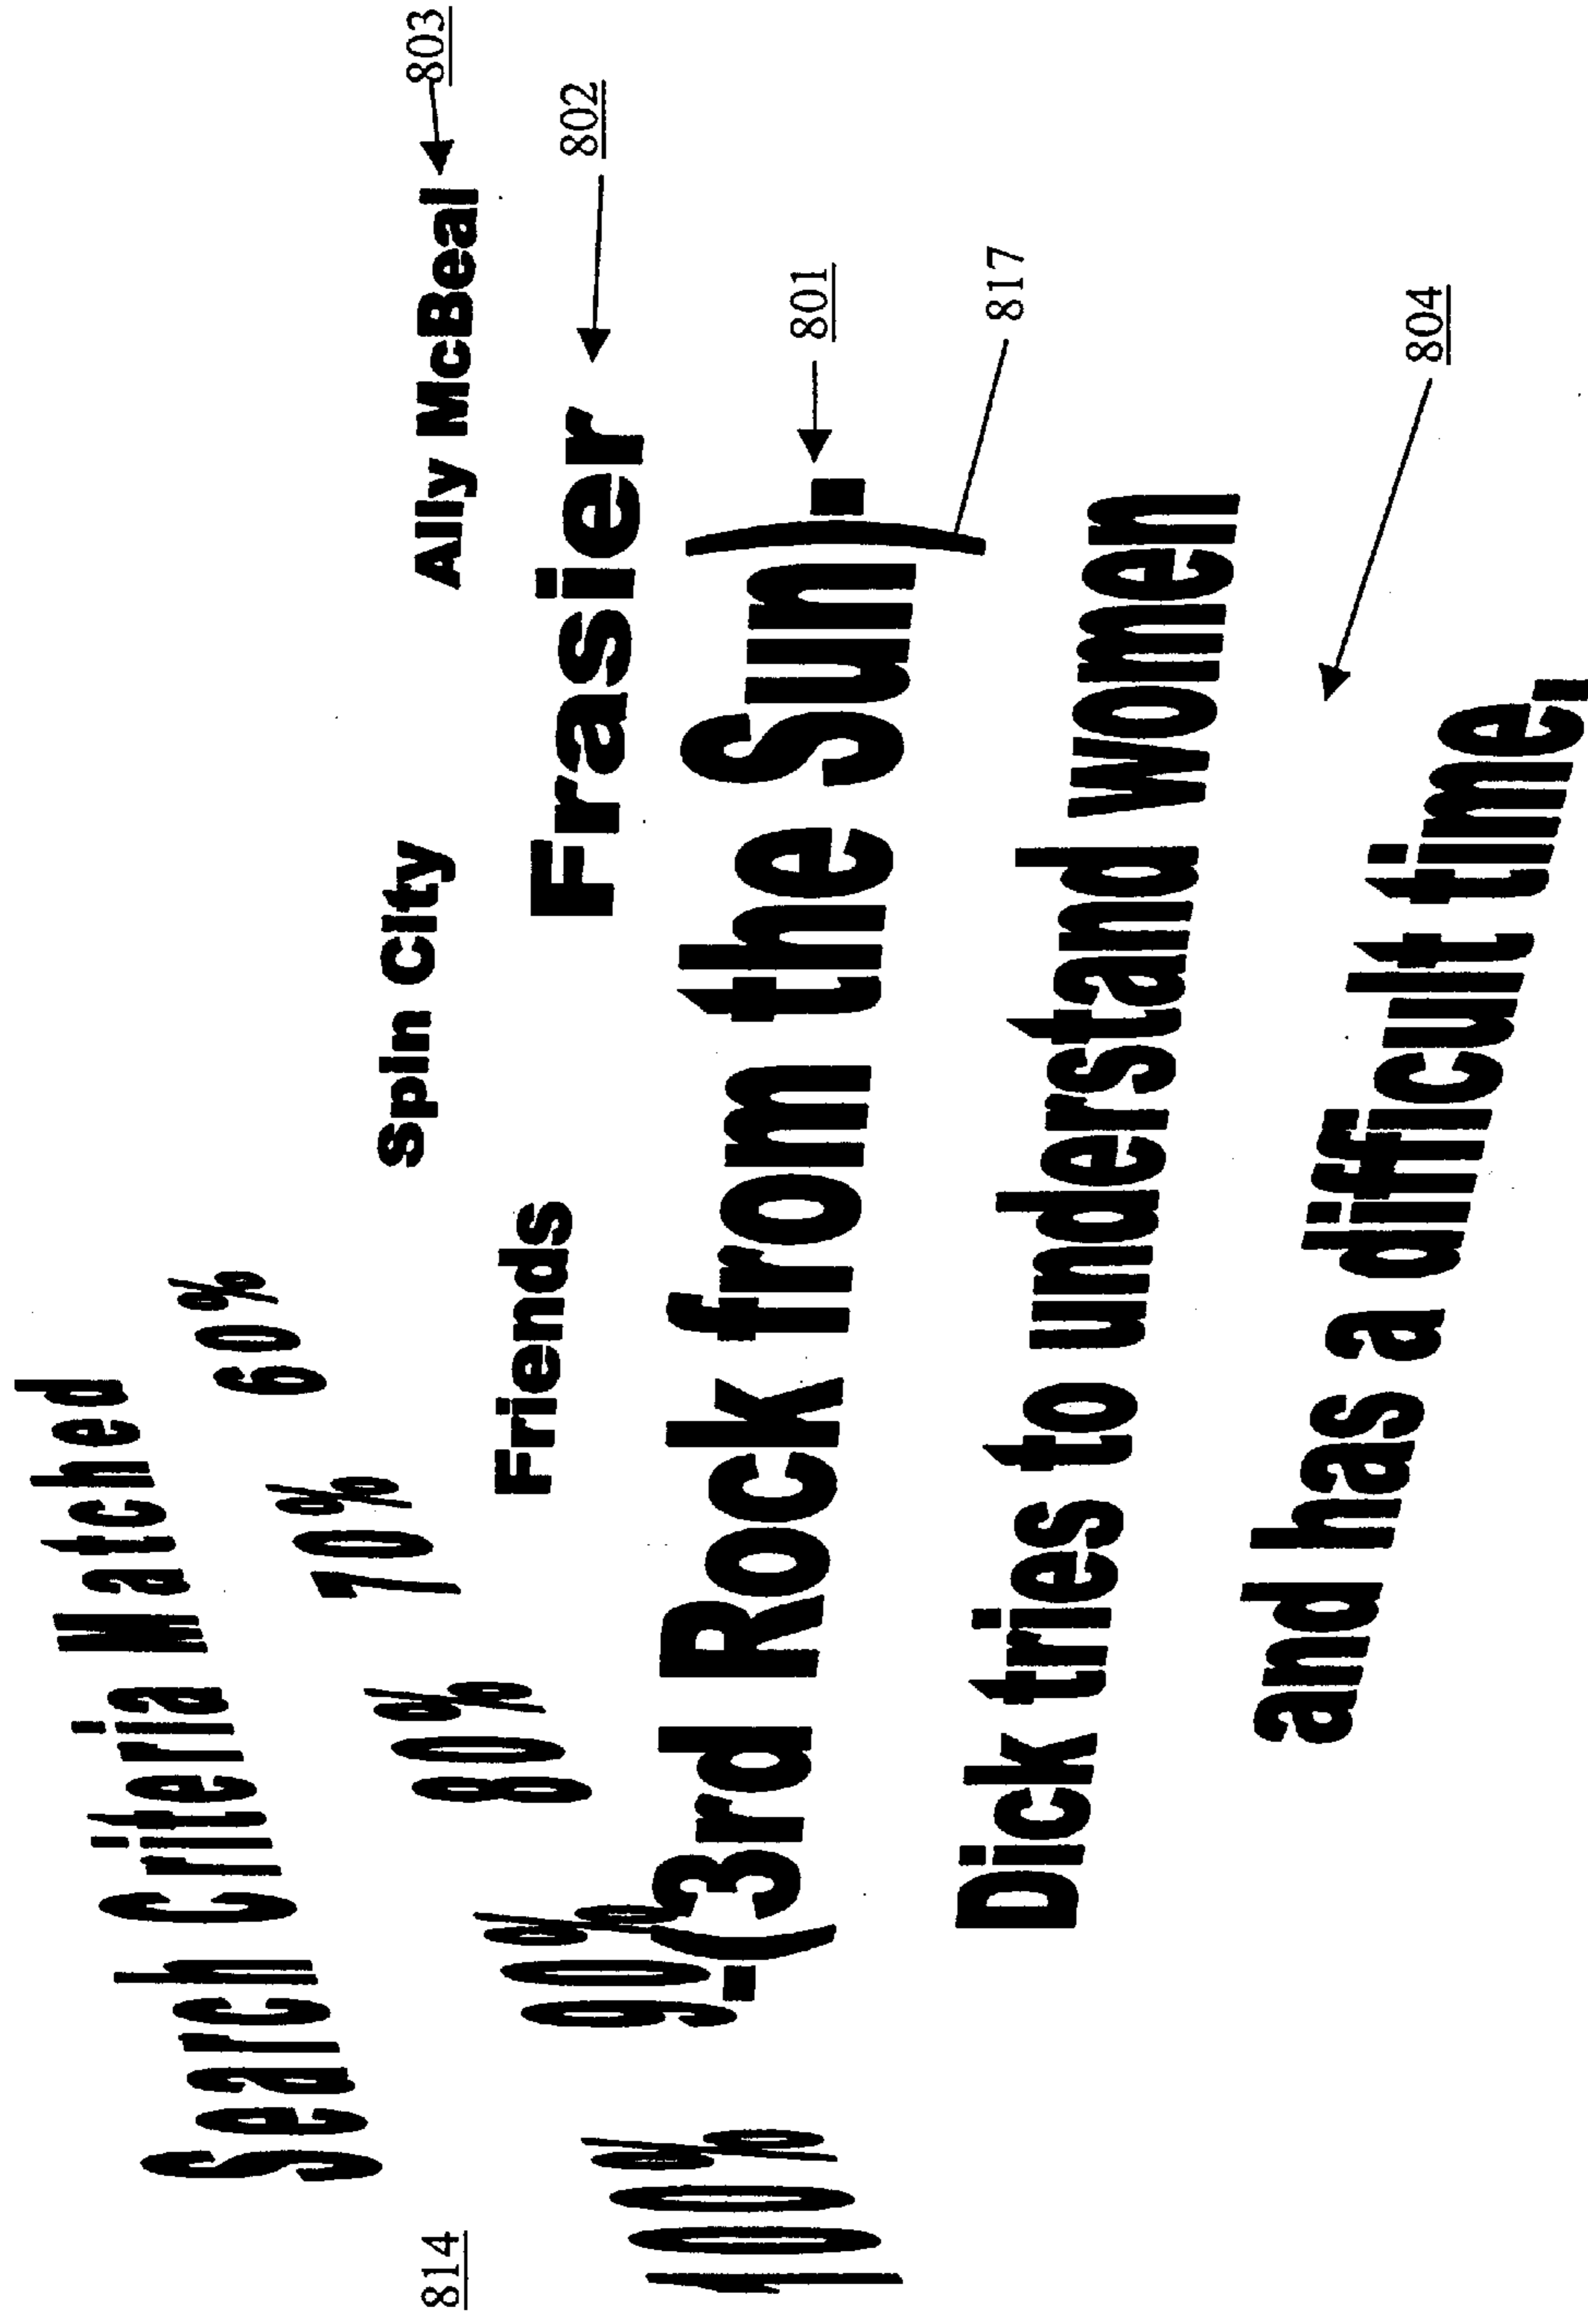 814
Search Criteria Matched
100% 90% 80% 70% 60%
Spin City
Ally McBeal
803
Friends
Frasier
802
-(3rd Rock from the Sun)-
801
817
Dick tries to understand women
and has a difficult time.
804